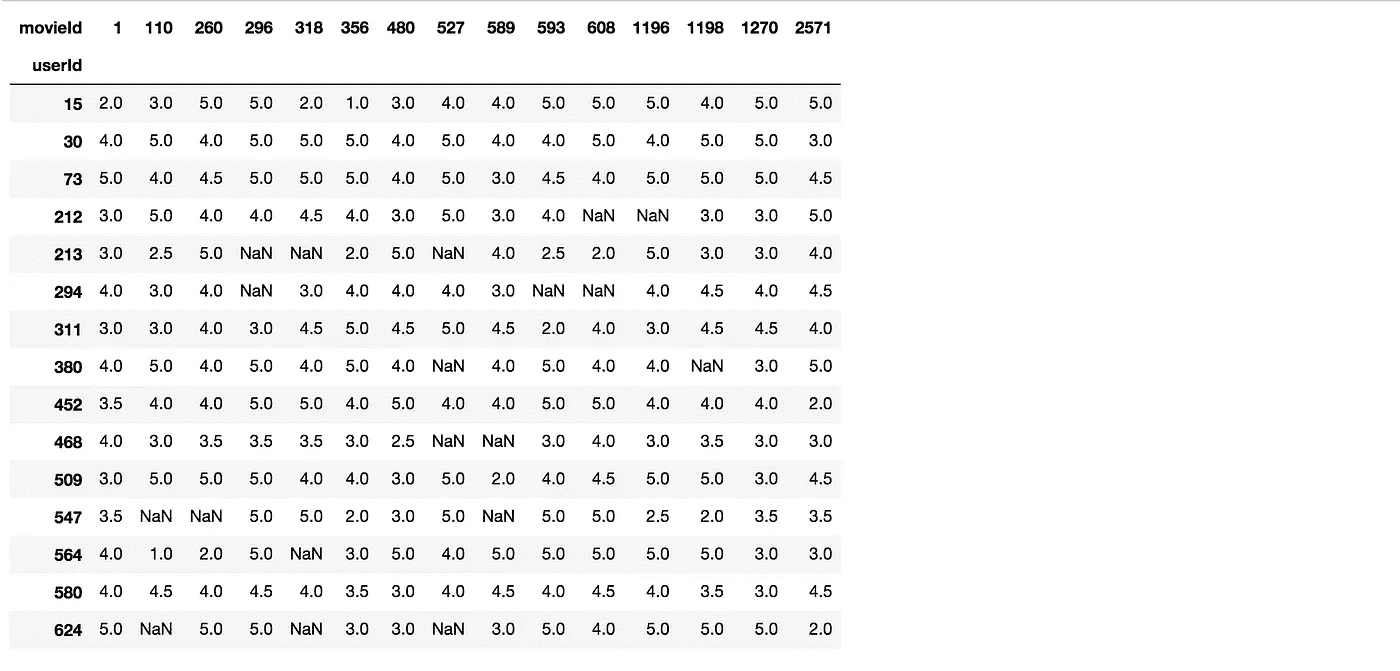 movieId 1 110 260 296 318 356 480 527 589 593 608 1196 1198 1270 2571
userId
15 2.0 3.0 5.0 5.0 2.0 1.0 3.0 4.0 4.0 5.0 5.0 5.0 4.0 5.0 5.0
30 4.0 5.0 4.0 5.0 5.0 5.0 4.0 5.0 4.0 4.0 5.0 4.0 5.0 5.0 3.0
73 5.0 4.0 4.5 5.0 5.0 5.0 4.0 5.0 3.0 4.5 4.0 5.0 5.0 5.0 4.5
212 3.0 5.0 4.0 4.0 4.5 4.0 3.0 5.0 3.0 4.0 NaN NaN 3.0 3.0 5.0
213 3.0 2.5 5.0 NaN NaN 2.0 5.0 NaN 4.0 2.5 2.0 5.0 3.0 3.0 4.0
294 4.0 3.0 4.0 NaN 3.0 4.0 4.0 4.0 3.0 NaN NaN 4.0 4.5 4.0 4.5
311 3.0 3.0 4.0 3.0 4.5 5.0 4.5 5.0 4.5 2.0 4.0 3.0 4.5 4.5 4.0
380 4.0 5.0 4.0 5.0 4.0 5.0 4.0 NaN 4.0 5.0 4.0 4.0 NaN 3.0 5.0
452 3.5 4.0 4.0 5.0 5.0 4.0 5.0 4.0 4.0 5.0 5.0 4.0 4.0 4.0 2.0
468 4.0 3.0 3.5 3.5 3.5 3.0 2.5 NaN NaN 3.0 4.0 3.0 3.5 3.0 3.0
509 3.0 5.0 5.0 5.0 4.0 4.0 3.0 5.0 2.0 4.0 4.5 5.0 5.0 3.0 4.5
547 3.5 NaN NaN 5.0 5.0 2.0 3.0 5.0 NaN 5.0 5.0 2.5 2.0 3.5 3.5
564 4.0 1.0 2.0 5.0 NaN 3.0 5.0 4.0 5.0 5.0 5.0 5.0 5.0 3.0 3.0
580 4.0 4.5 4.0 4.5 4.0 3.5 3.0 4.0 4.5 4.0 4.5 4.0 3.5 3.0 4.5
624 5.0 NaN 5.0 5.0 NaN 3.0 3.0 NaN 3.0 5.0 4.0 5.0 5.0 5.0 2.0